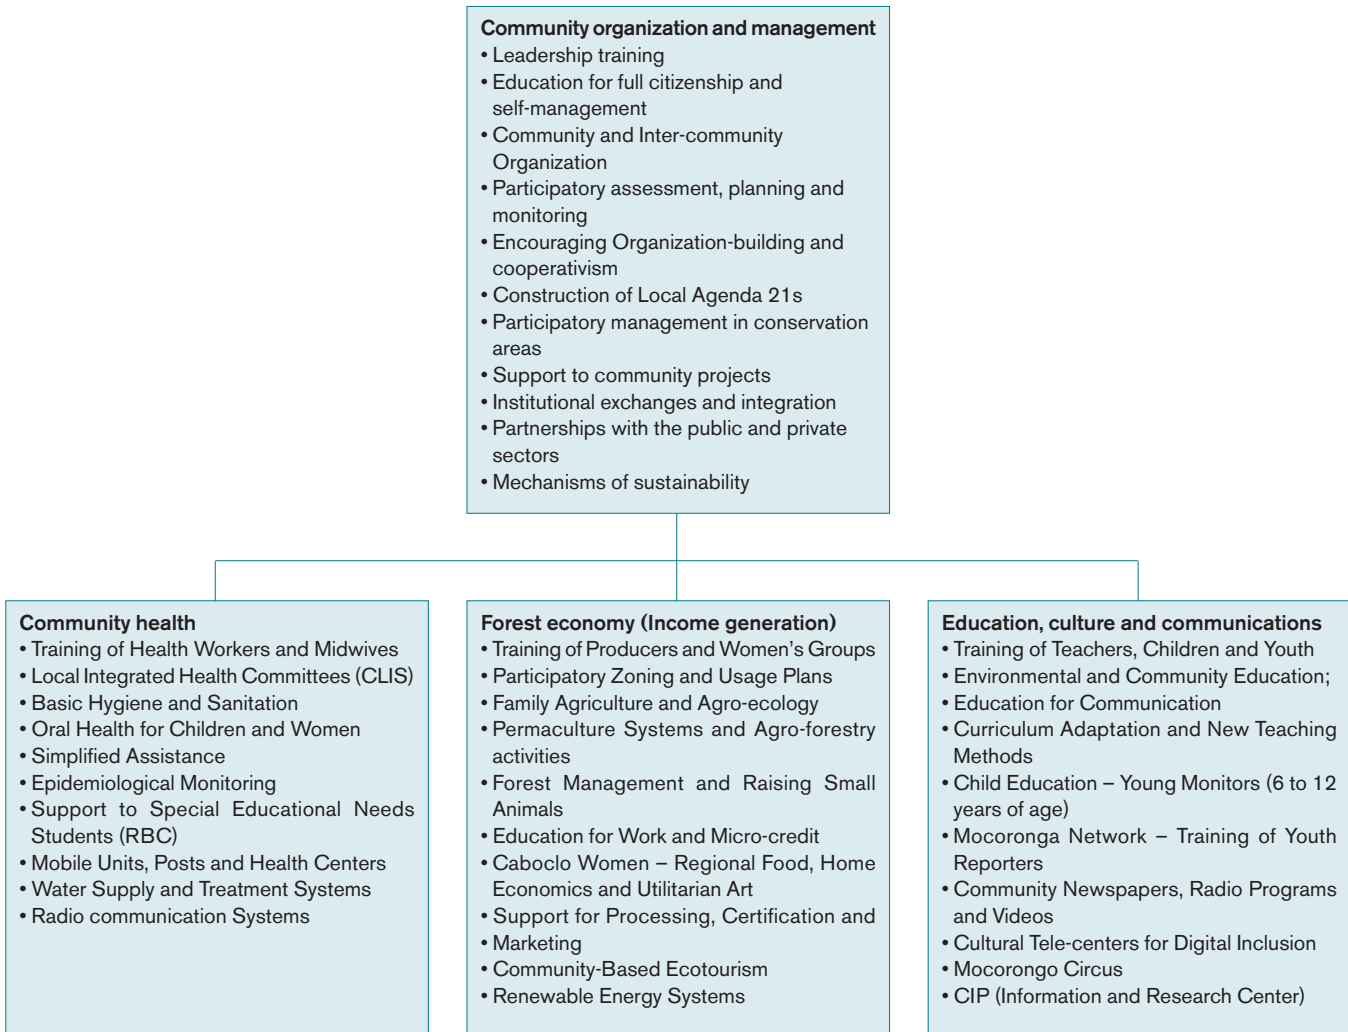 Community organization and management
• Leadership training
• Education for full citizenship and
self-management
• Community and Inter-community
Organization
• Participatory assessment, planning and
monitoring
• Encouraging Organization-building and
cooperativism
• Construction of Local Agenda 21s
• Participatory management in conservation
areas
• Support to community projects
• Institutional exchanges and integration
• Partnerships with the public and private
sectors
• Mechanisms of sustainability
Community health
• Training of Health Workers and Midwives
• Local Integrated Health Committees (CLIS)
• Basic Hygiene and Sanitation
• Oral Health for Children and Women
• Simplified Assistance
• Epidemiological Monitoring
• Support to Special Educational Needs
Students (RBC)
• Mobile Units, Posts and Health Centers
• Water Supply and Treatment Systems
• Radio communication Systems
Forest economy (Income generation)
• Training of Producers and Women's Groups
• Participatory Zoning and Usage Plans
• Family Agriculture and Agro-ecology
• Permaculture Systems and Agro-forestry
activities
• Forest Management and Raising Small
Animals
• Education for Work and Micro-credit
• Caboclo Women – Regional Food, Home
Economics and Utilitarian Art
• Support for Processing, Certification and
• Marketing
• Community-Based Ecotourism
• Renewable Energy Systems
Education, culture and communications
• Training of Teachers, Children and Youth
• Environmental and Community Education;
• Education for Communication
• Curriculum Adaptation and New Teaching
Methods
• Child Education – Young Monitors (6 to 12
years of age)
• Mocoronga Network – Training of Youth
Reporters
• Community Newspapers, Radio Programs
and Videos
• Cultural Tele-centers for Digital Inclusion
• Mocorongo Circus
• CIP (Information and Research Center)